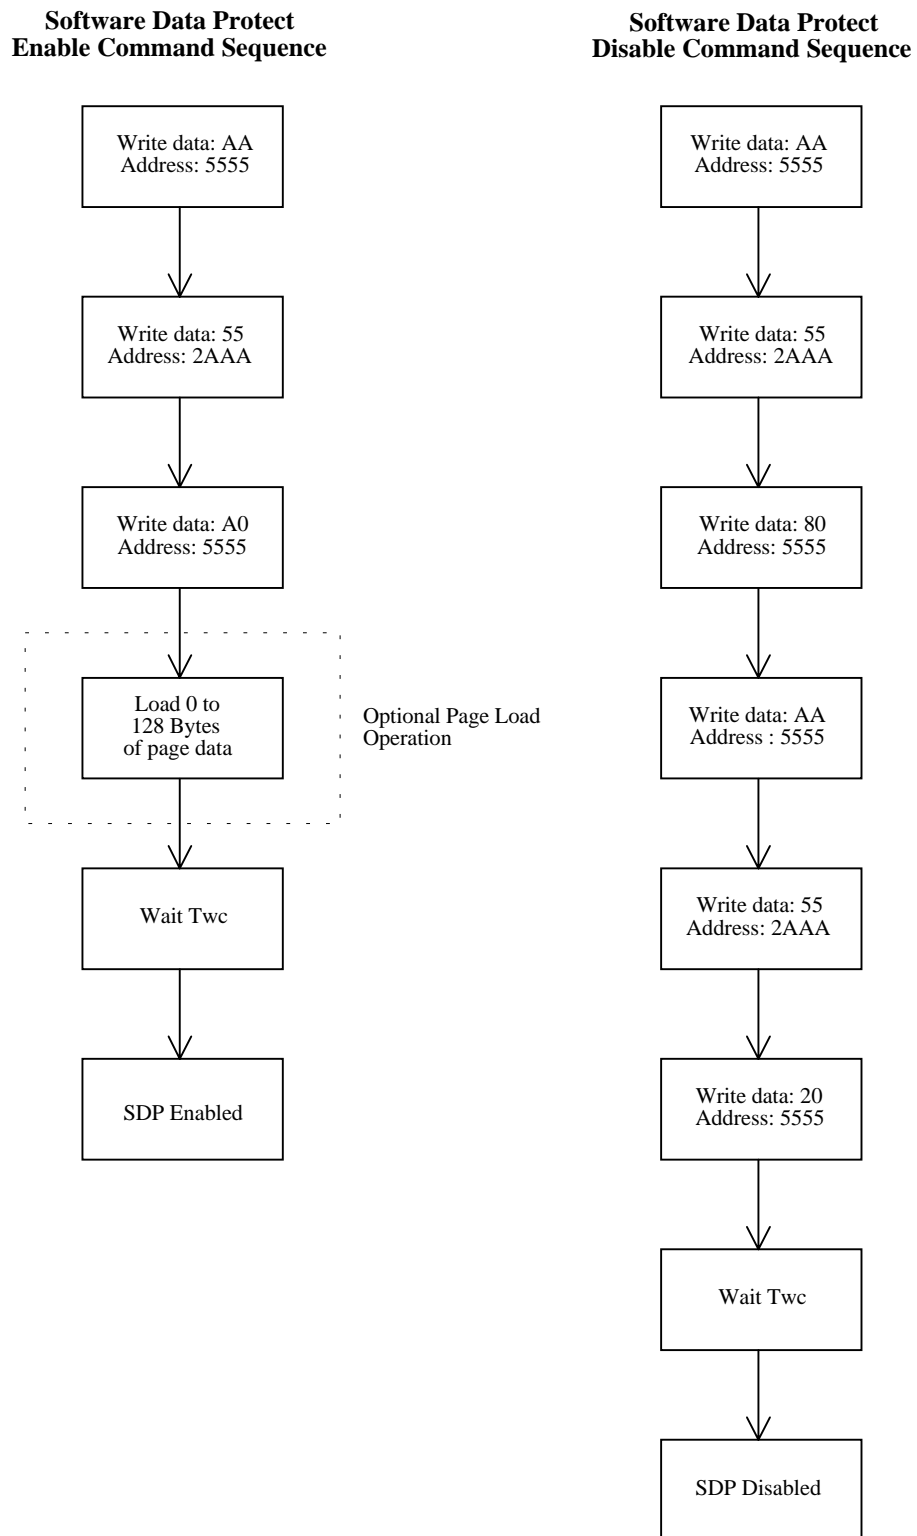 Software Data Protect
Enable Command Sequence
Write data: AA
Address: 5555
Write data: 55
Address: 2AAA
Write data: A0
Address: 5555
Load 0 to
128 Bytes
of page data
Optional Page Load
Operation
Wait Twc
SDP Enabled
Software Data Protect
Disable Command Sequence
Write data: AA
Address: 5555
Write data: 55
Address: 2AAA
Write data: 80
Address: 5555
Write data: AA
Address : 5555
Write data: 55
Address: 2AAA
Write data: 20
Address: 5555
Wait Twc
SDP Disabled